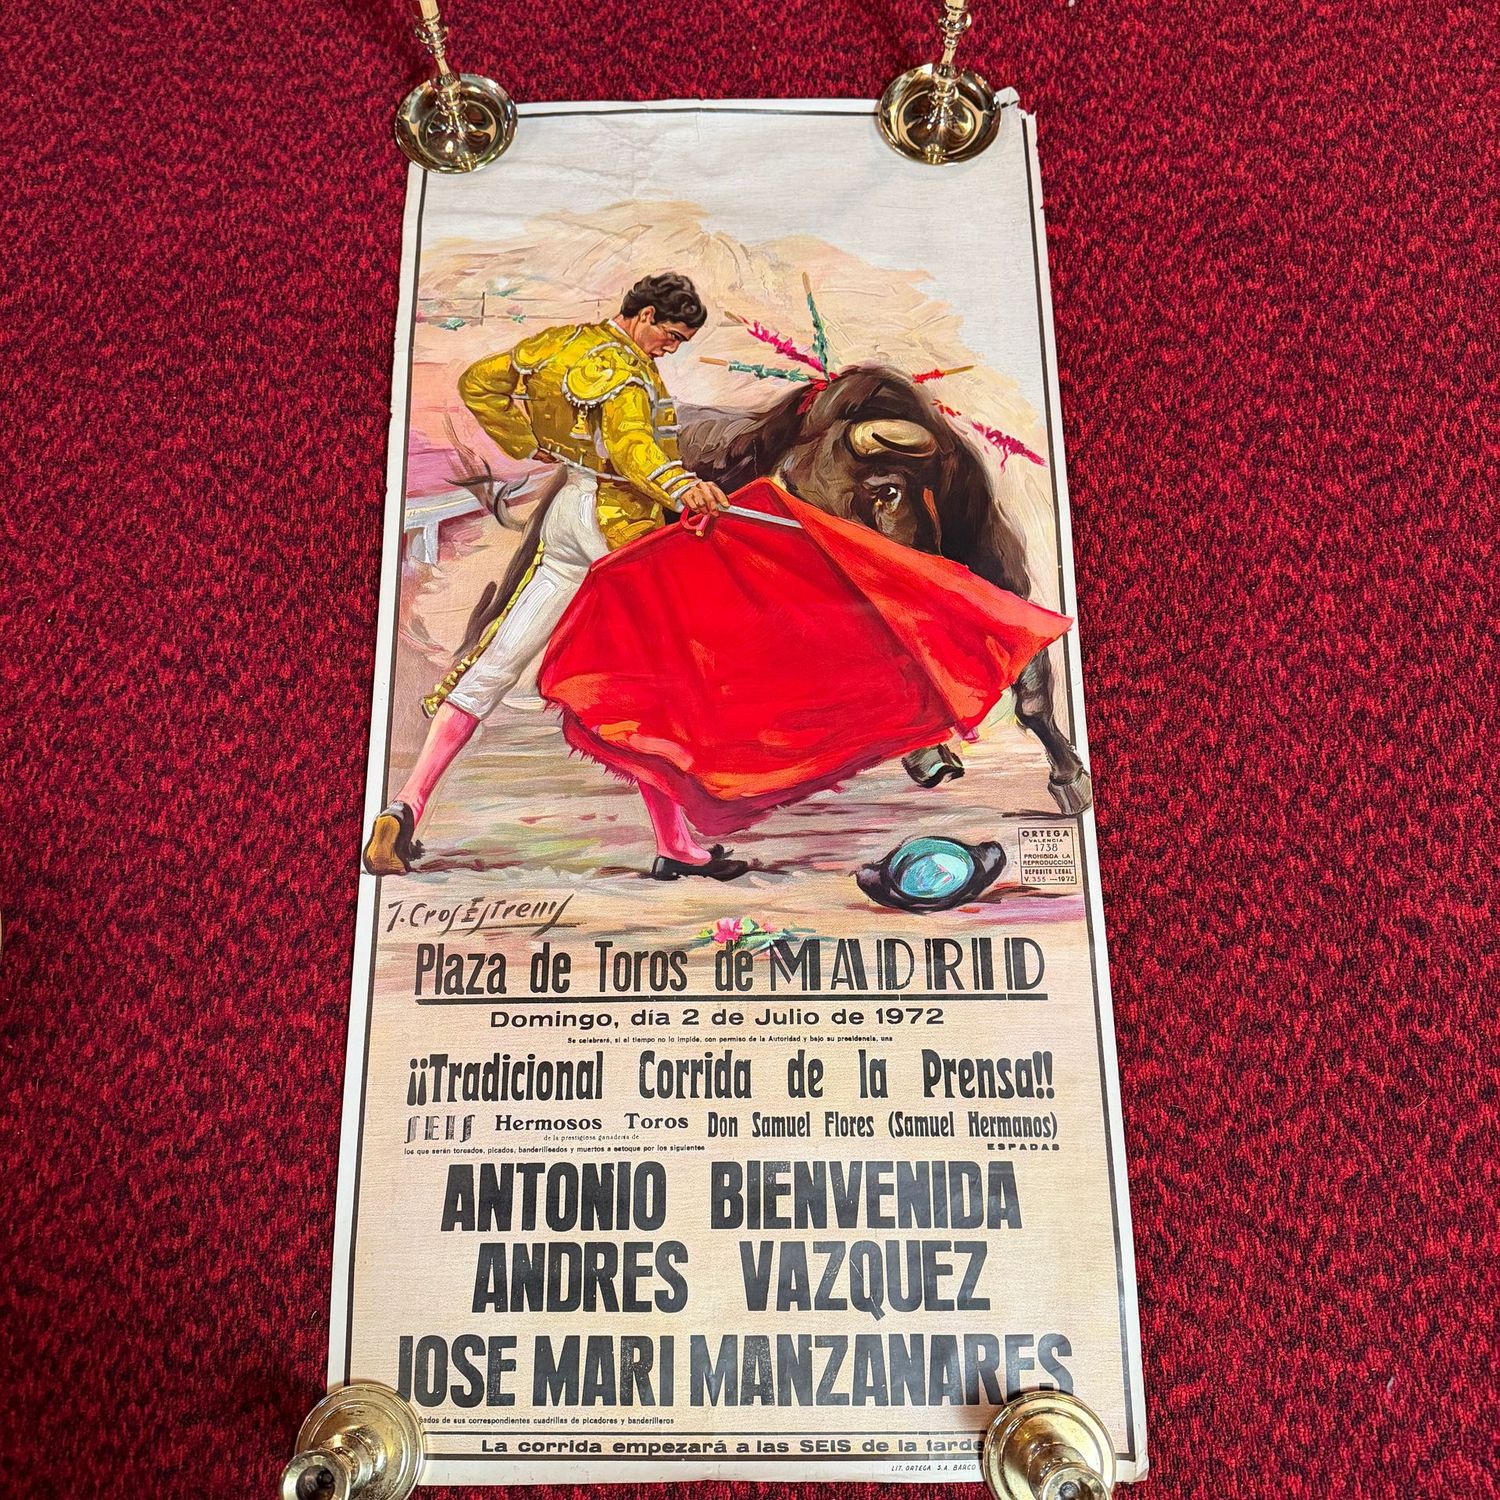 ORTEGA
VALENCIA
1738
PROHIBIDA LA
REPRODUCCION
DEPOSITO LEGAL
V. 355 — 1972
J. Cros Estrems
Plaza de Toros de MADRID
Domingo, día 2 de Julio de 1972
Se celebrará, si el tiempo no lo impide, con permiso de la Autoridad y bajo su presidencia, una
¡¡Tradicional Corrida de la Prensa!!
SEIS Hermosos Toros Don Samuel Flores (Samuel Hermanos)
de la prestigiosa ganadería de
los que serán toreados, picados, banderilleados y muertos a estoque por los siguientes ESPADAS
ANTONIO BIENVENIDA
ANDRES VAZQUEZ
JOSE MARI MANZANARES
de sus correspondientes cuadrillas de picadores y banderilleros
La corrida empezará a las SEIS de la tarde
LIT. ORTEGA S.A. BARCO